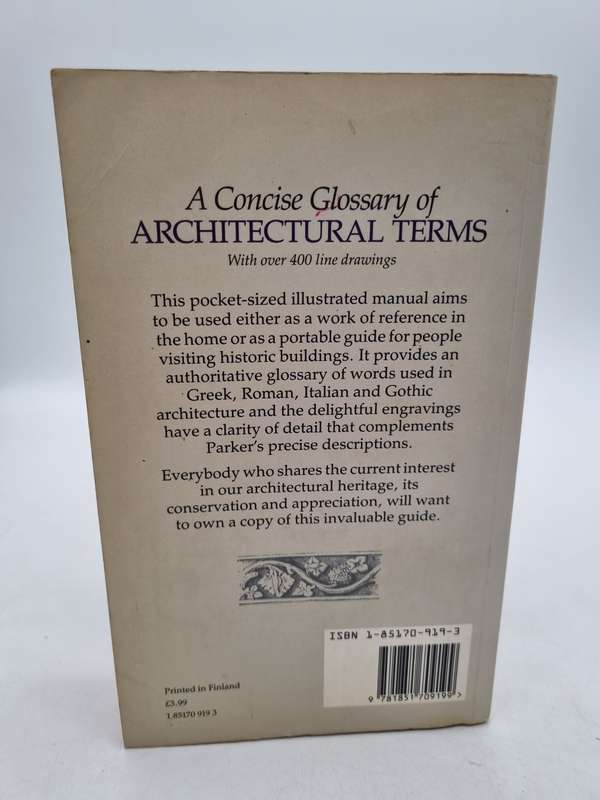 A Concise Glossary of
ARCHITECTURAL TERMS
With over 400 line drawings
This pocket-sized illustrated manual aims
to be used either as a work of reference in
the home or as a portable guide for people
visiting historic buildings. It provides an
authoritative glossary of words used in
Greek, Roman, Italian and Gothic
architecture and the delightful engravings
have a clarity of detail that complements
Parker's precise descriptions.
Everybody who shares the current interest
in our architectural heritage, its
conservation and appreciation, will want
to own a copy of this invaluable guide.
ISBN 1-85170-919-3
9 781851 709199 >
Printed in Finland
£3.99
1 85170 919 3